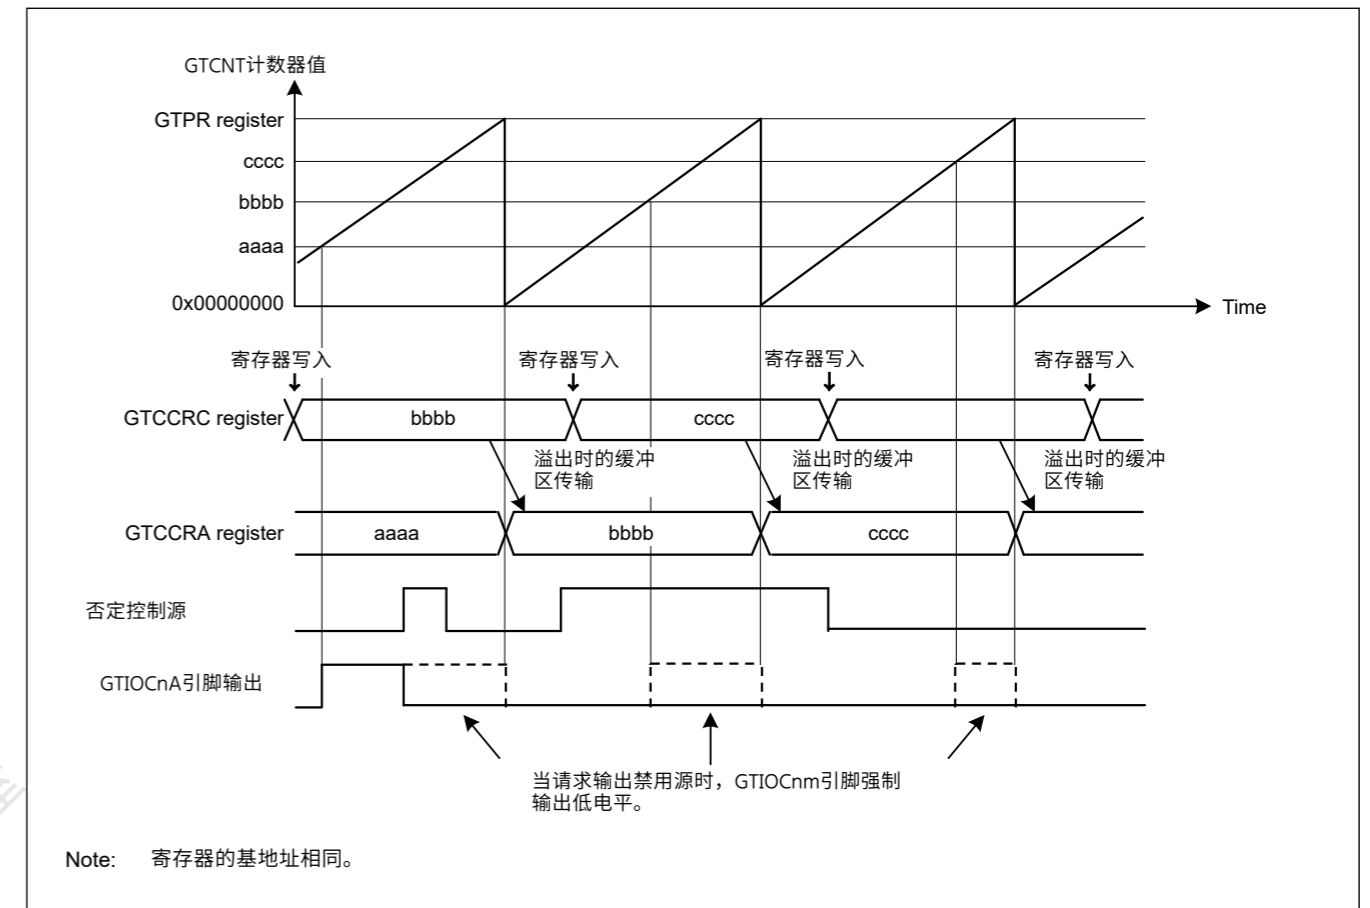 GTCNT计数器值
GTPR register
cccc
bbbb
aaaa
0x00000000
Time
寄存器写入 寄存器写入 寄存器写入 寄存器写入
GTCCRC register bbbb cccc
溢出时的缓冲 溢出时的缓冲 溢出时的缓冲
区传输 区传输 区传输
GTCCRA register aaaa bbbb cccc
否定控制源
GTIOCnA引脚输出
当请求输出禁用源时，GTIOCnm引脚强制
输出低电平。
Note: 寄存器的基地址相同。